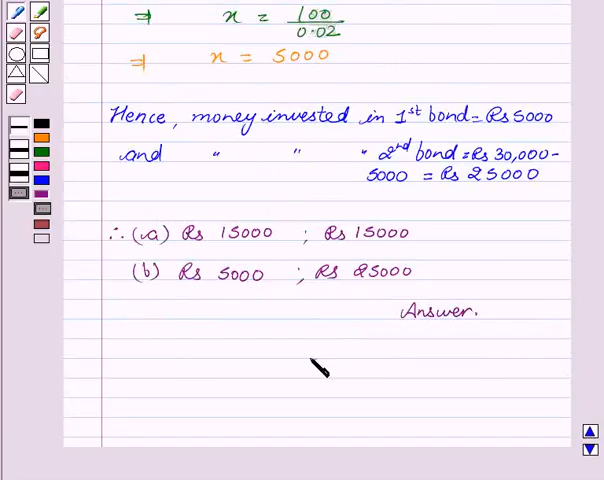 ⇒ x = 100/0.02
⇒ x = 5000
Hence, money invested in 1st bond = Rs 5000
and " " " 2nd bond = Rs 30,000 -
5000 = Rs 25000
∴ (a) Rs 15000 ; Rs 15000
(b) Rs 5000 ; Rs 25000
Answer.